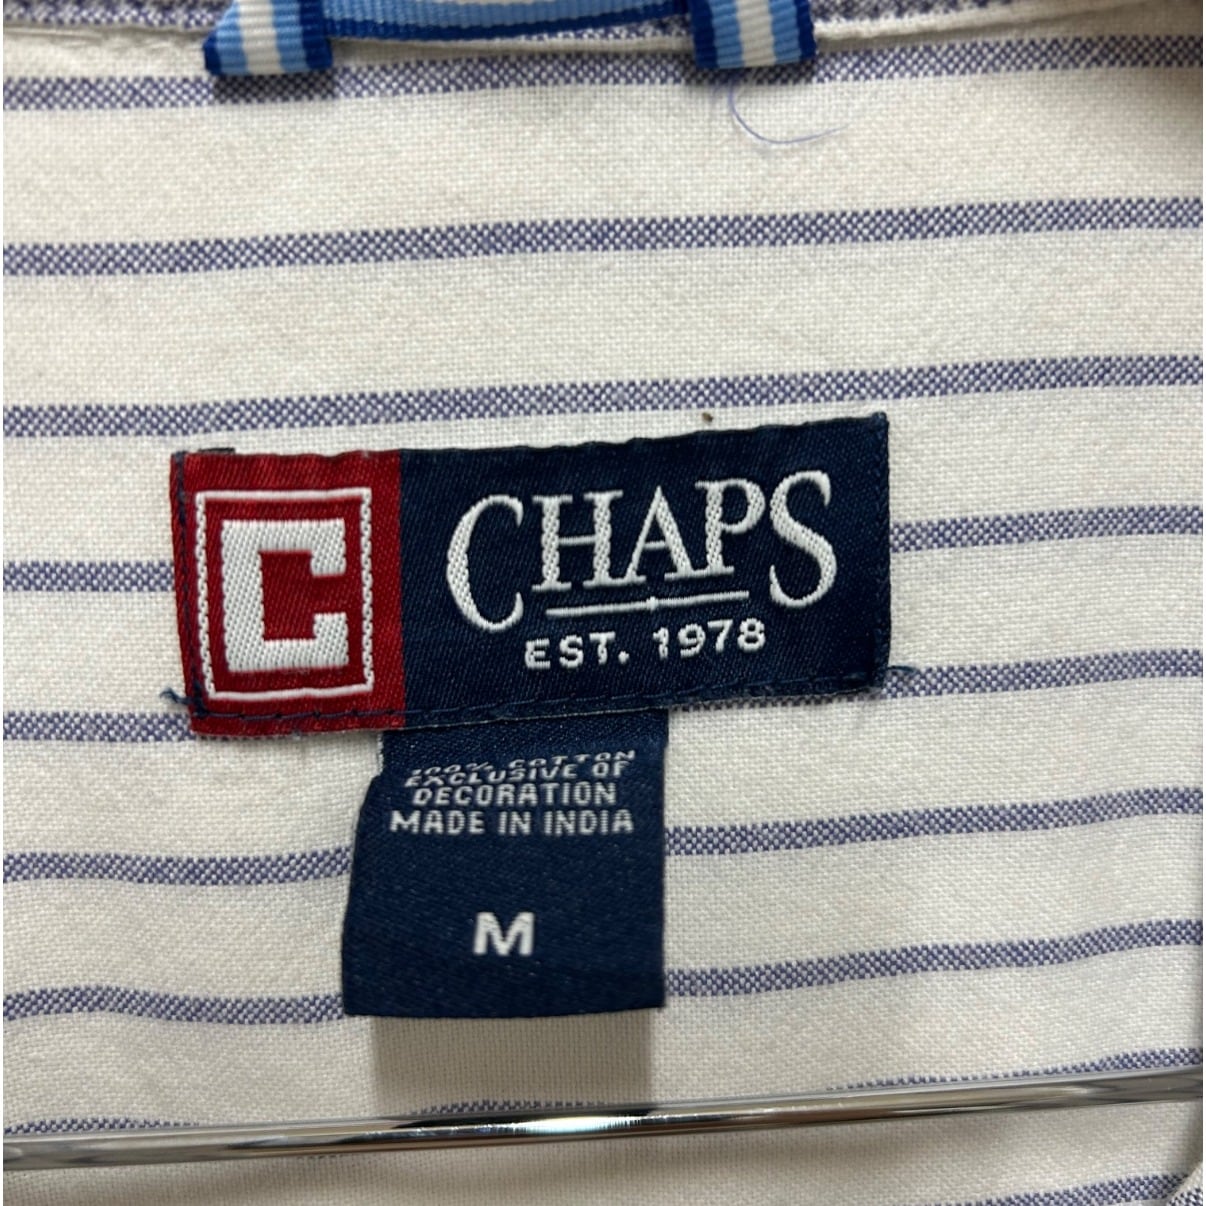 C
CHAPS
EST. 1978
100% COTTON
EXCLUSIVE OF
DECORATION
MADE IN INDIA
M